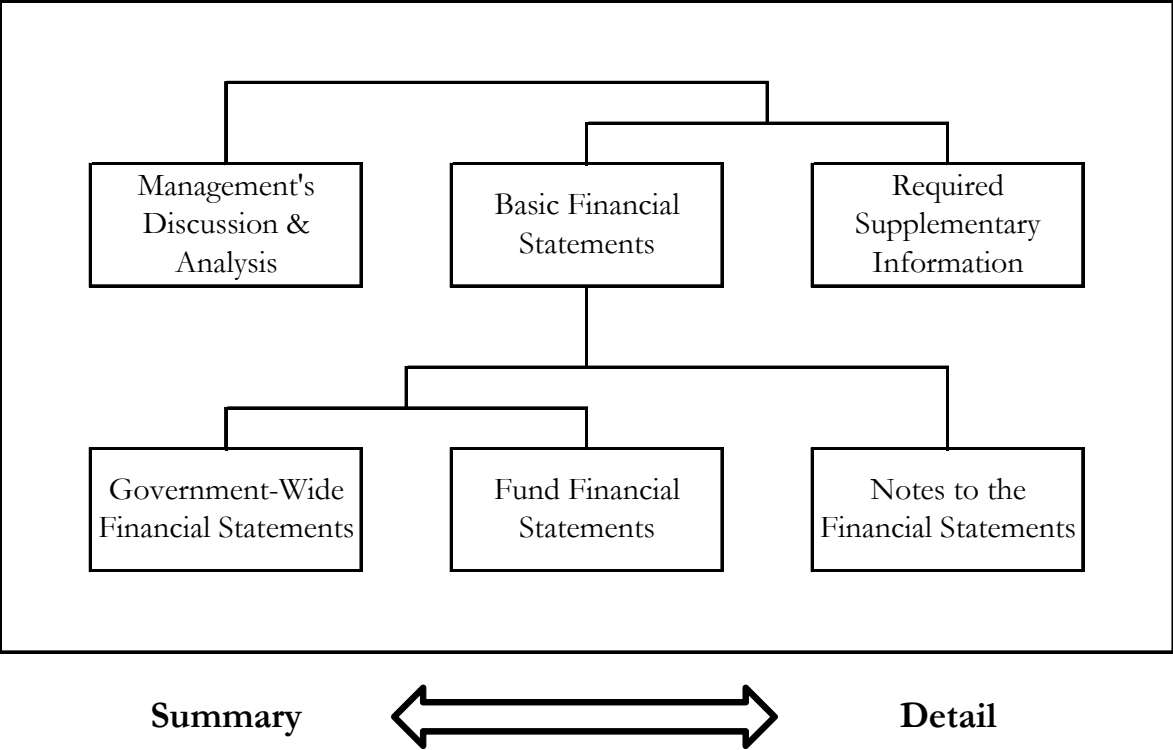 Management's
Discussion &
Analysis
Basic Financial
Statements
Required
Supplementary
Information
Government-Wide
Financial Statements
Fund Financial
Statements
Notes to the
Financial Statements
Summary
Detail